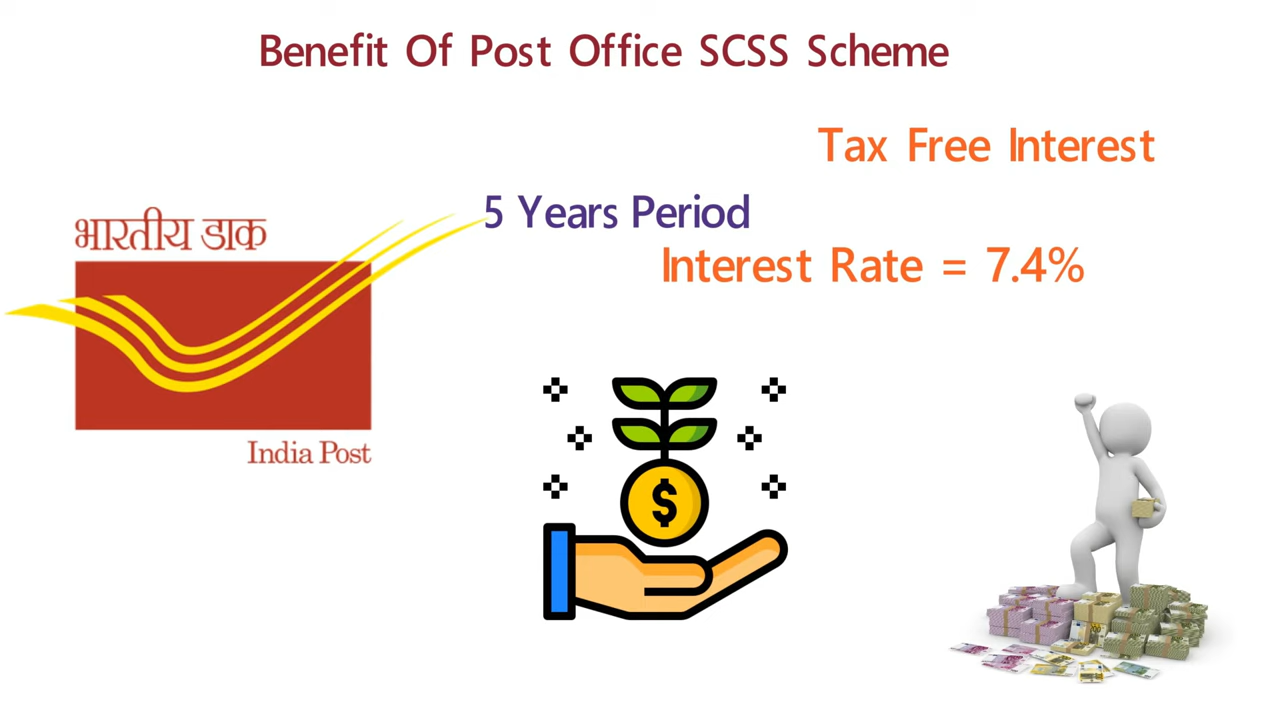 Benefit Of Post Office SCSS Scheme
Tax Free Interest
5 Years Period
Interest Rate = 7.4%
भारतीय डाक
India Post
$